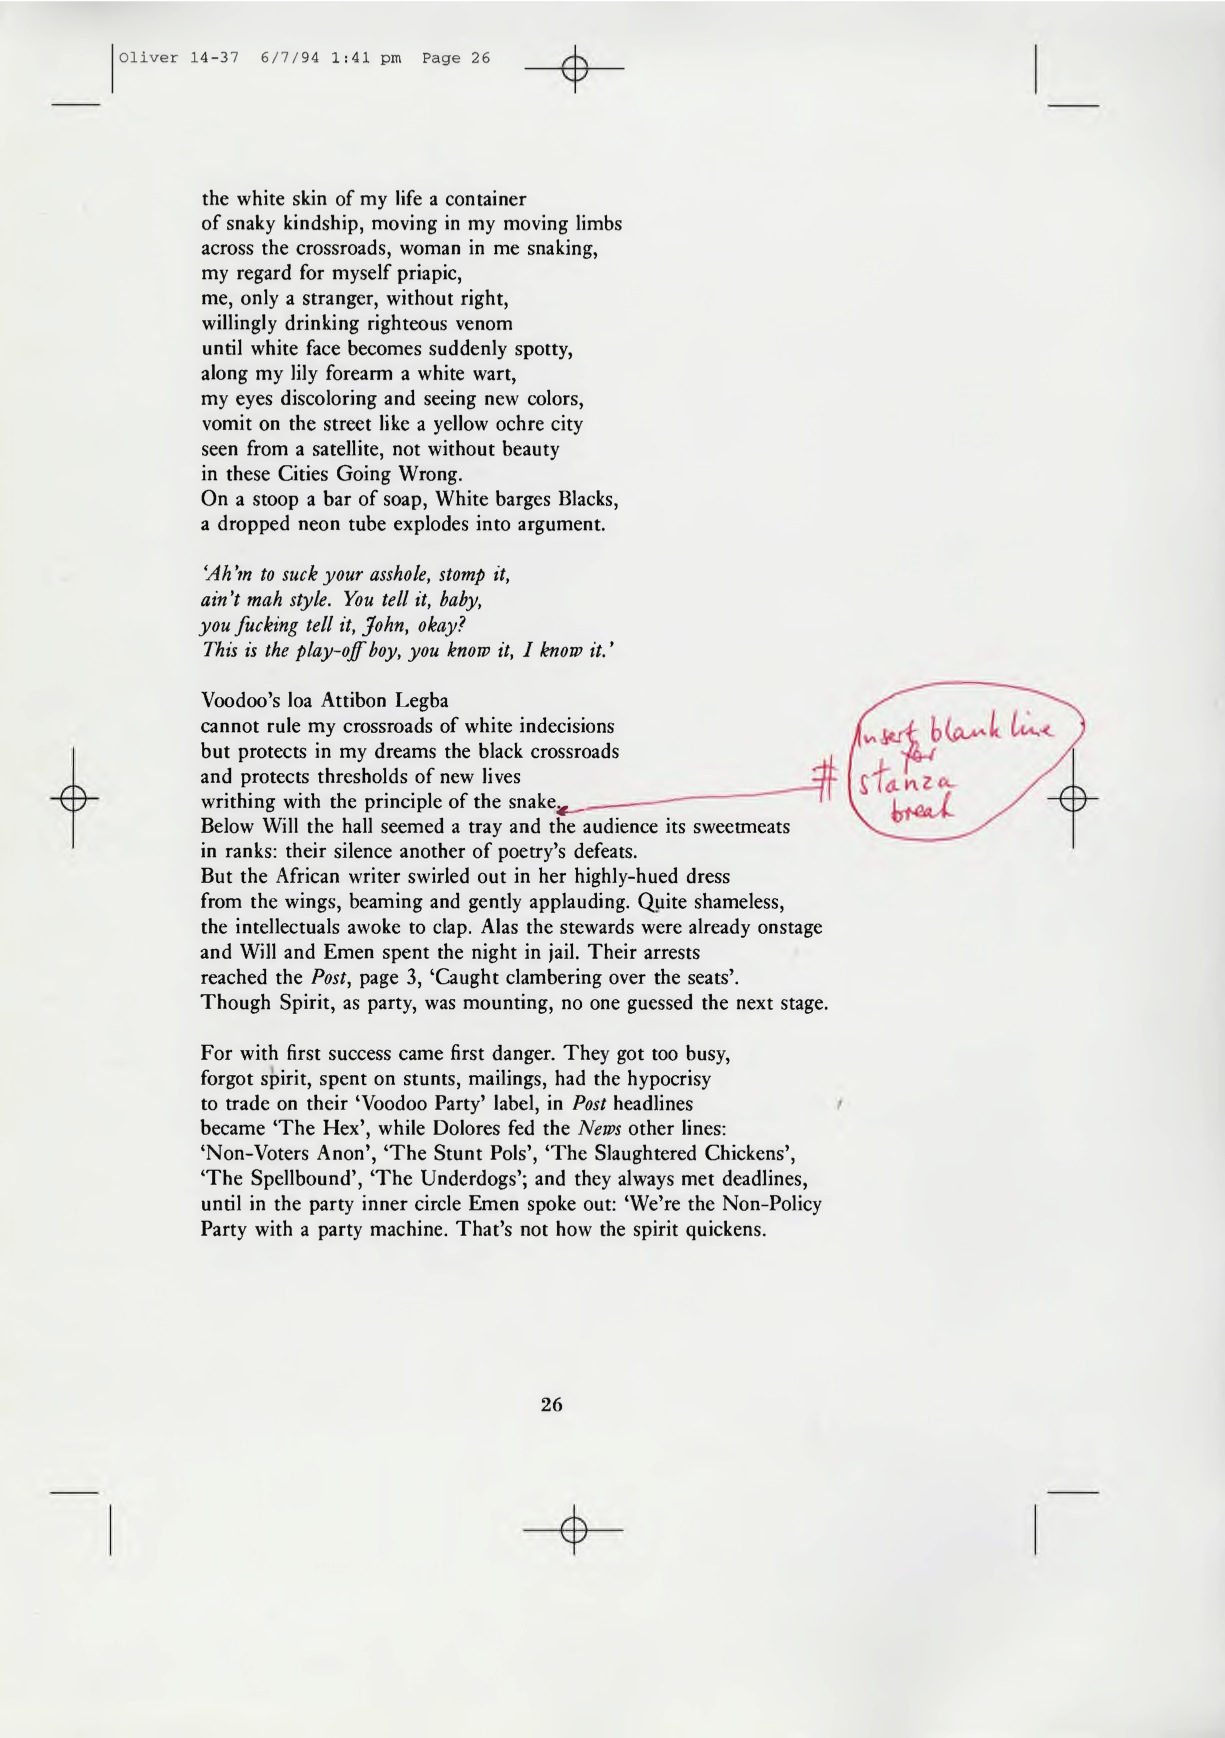 Oliver 14-37 6/7/94 1:41 pm Page 26
the white skin of my life a container
of snaky kindship, moving in my moving limbs
across the crossroads, woman in me snaking,
my regard for myself priapic,
me, only a stranger, without right,
willingly drinking righteous venom
until white face becomes suddenly spotty,
along my lily forearm a white wart,
my eyes discoloring and seeing new colors,
vomit on the street like a yellow ochre city
seen from a satellite, not without beauty
in these Cities Going Wrong.
On a stoop a bar of soap, White barges Blacks,
a dropped neon tube explodes into argument.
‘Ah’m to suck your asshole, stomp it,
ain’t mah style. You tell it, baby,
you fucking tell it, John, okay?
This is the play-off boy, you know it, I know it.’
Voodoo’s loa Attibon Legba
cannot rule my crossroads of white indecisions
but protects in my dreams the black crossroads
and protects thresholds of new lives
writhing with the principle of the snake.
#
Insert blank line
for
stanza
break
Below Will the hall seemed a tray and the audience its sweetmeats
in ranks: their silence another of poetry’s defeats.
But the African writer swirled out in her highly-hued dress
from the wings, beaming and gently applauding. Quite shameless,
the intellectuals awoke to clap. Alas the stewards were already onstage
and Will and Emen spent the night in jail. Their arrests
reached the Post, page 3, ‘Caught clambering over the seats’.
Though Spirit, as party, was mounting, no one guessed the next stage.
For with first success came first danger. They got too busy,
forgot spirit, spent on stunts, mailings, had the hypocrisy
to trade on their ‘Voodoo Party’ label, in Post headlines
became ‘The Hex’, while Dolores fed the News other lines:
‘Non-Voters Anon’, ‘The Stunt Pols’, ‘The Slaughtered Chickens’,
‘The Spellbound’, ‘The Underdogs’; and they always met deadlines,
until in the party inner circle Emen spoke out: ‘We’re the Non-Policy
Party with a party machine. That’s not how the spirit quickens.
26